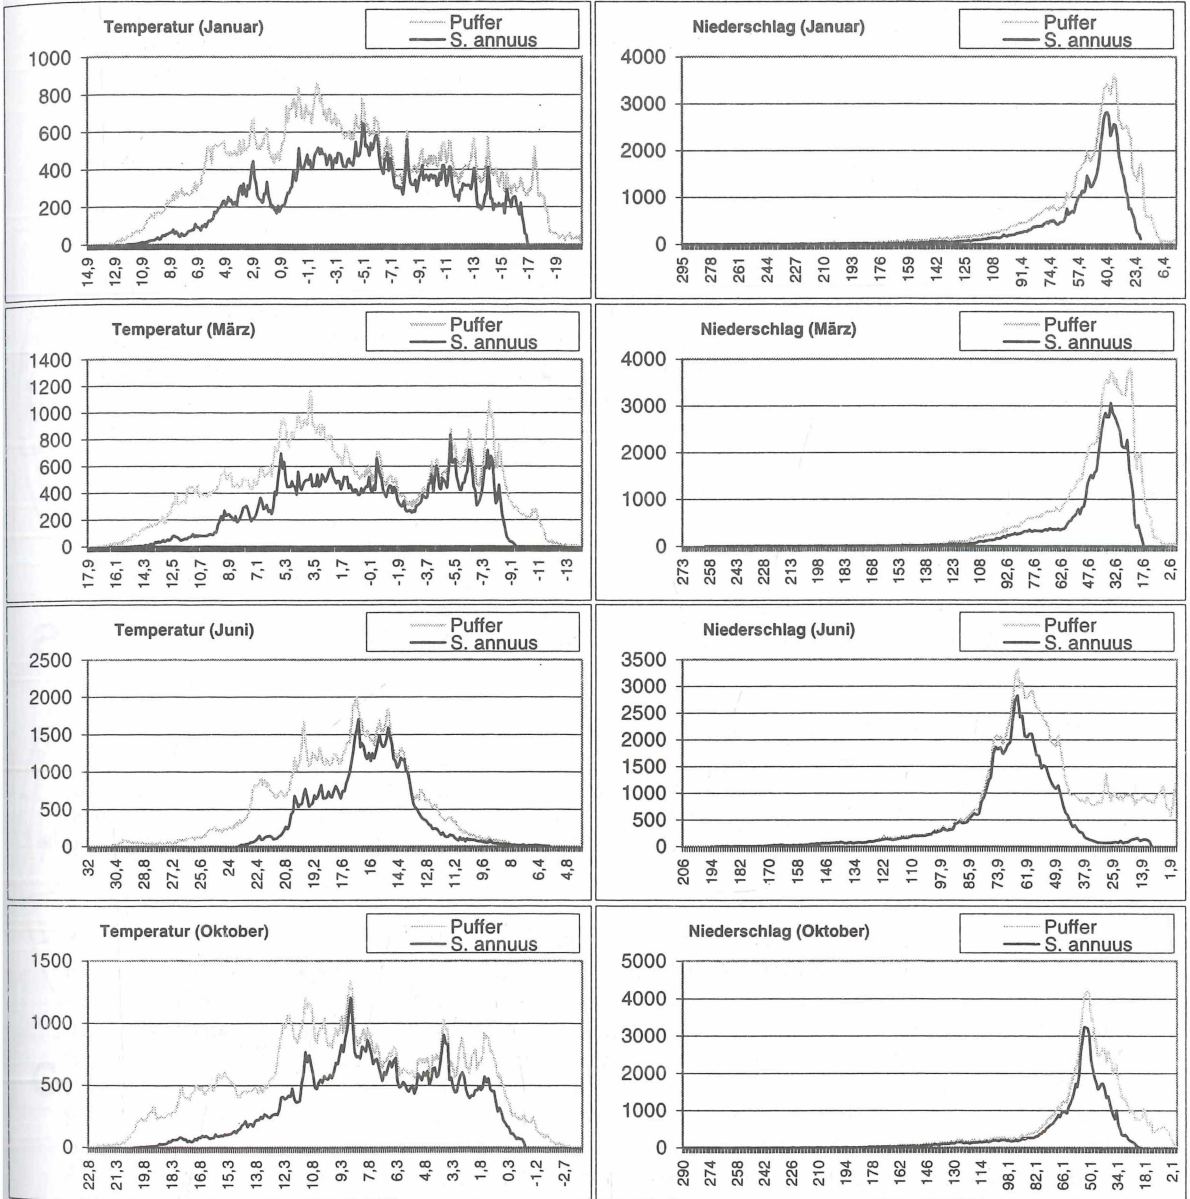 Temperatur (Januar)
Puffer
S. annuus
1000
800
600
400
200
0
14,9 12,9 10,9 8,9 6,9 4,9 2,9 0,9 -1,1 -3,1 -5,1 -7,1 -9,1 -11 -13 -15 -17 -19
Niederschlag (Januar)
Puffer
S. annuus
4000
3000
2000
1000
0
295 278 261 244 227 210 193 176 159 142 125 108 91,4 74,4 57,4 40,4 23,4 6,4
Temperatur (März)
Puffer
S. annuus
1400
1200
1000
800
600
400
200
0
17,9 16,1 14,3 12,5 10,7 8,9 7,1 5,3 3,5 1,7 -0,1 -1,9 -3,7 -5,5 -7,3 -9,1 -11 -13
Niederschlag (März)
Puffer
S. annuus
4000
3000
2000
1000
0
273 258 243 228 213 198 183 168 153 138 123 108 92,6 77,6 62,6 47,6 32,6 17,6 2,6
Temperatur (Juni)
Puffer
S. annuus
2500
2000
1500
1000
500
0
32 30,4 28,8 27,2 25,6 24 22,4 20,8 19,2 17,6 16 14,4 12,8 11,2 9,6 8 6,4 4,8
Niederschlag (Juni)
Puffer
S. annuus
3500
3000
2500
2000
1500
1000
500
0
206 194 182 170 158 146 134 122 110 97,9 85,9 73,9 61,9 49,9 37,9 25,9 13,9 1,9
Temperatur (Oktober)
Puffer
S. annuus
1500
1000
500
0
22,8 21,3 19,8 18,3 16,8 15,3 13,8 12,3 10,8 9,3 7,8 6,3 4,8 3,3 1,8 0,3 -1,2 -2,7
Niederschlag (Oktober)
Puffer
S. annuus
5000
4000
3000
2000
1000
0
290 274 258 242 226 210 194 178 162 146 130 114 98,1 82,1 66,1 50,1 34,1 18,1 2,1